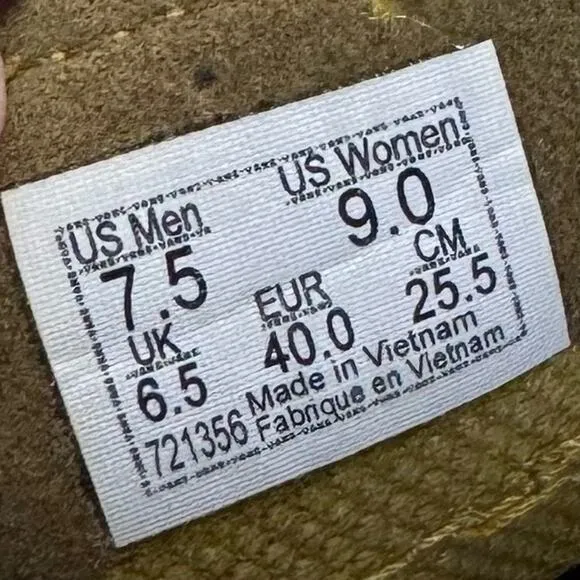 US Men US Women
7.5 9.0
UK EUR CM
6.5 40.0 25.5
721356 Made in Vietnam
Fabrique en Vietnam